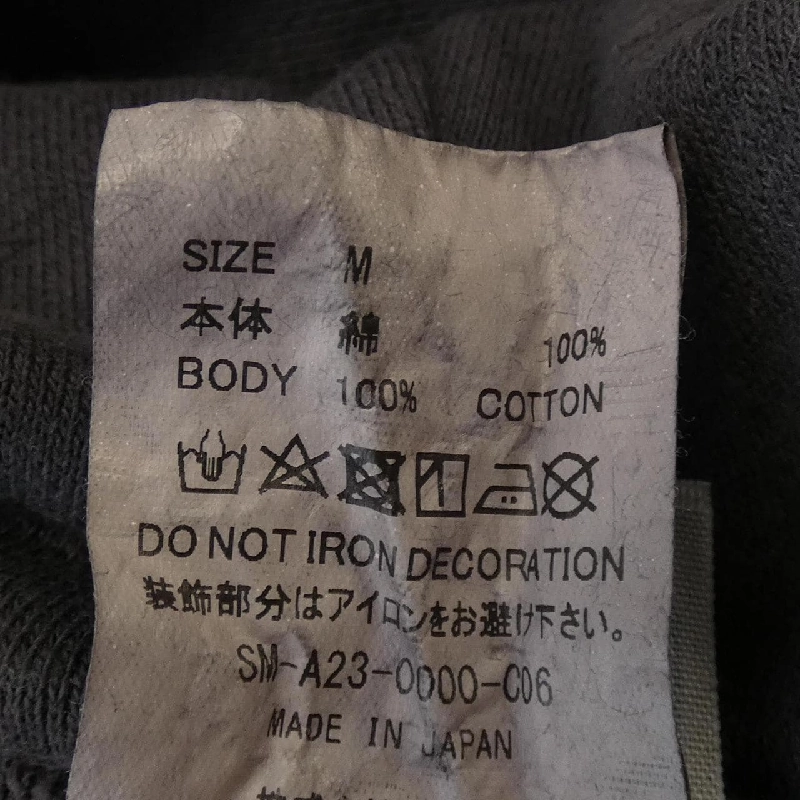 SIZE M
本体 綿 100%
BODY 100% COTTON
DO NOT IRON DECORATION
装飾部分はアイロンをお避け下さい。
SM-A23-0000-C06
MADE IN JAPAN